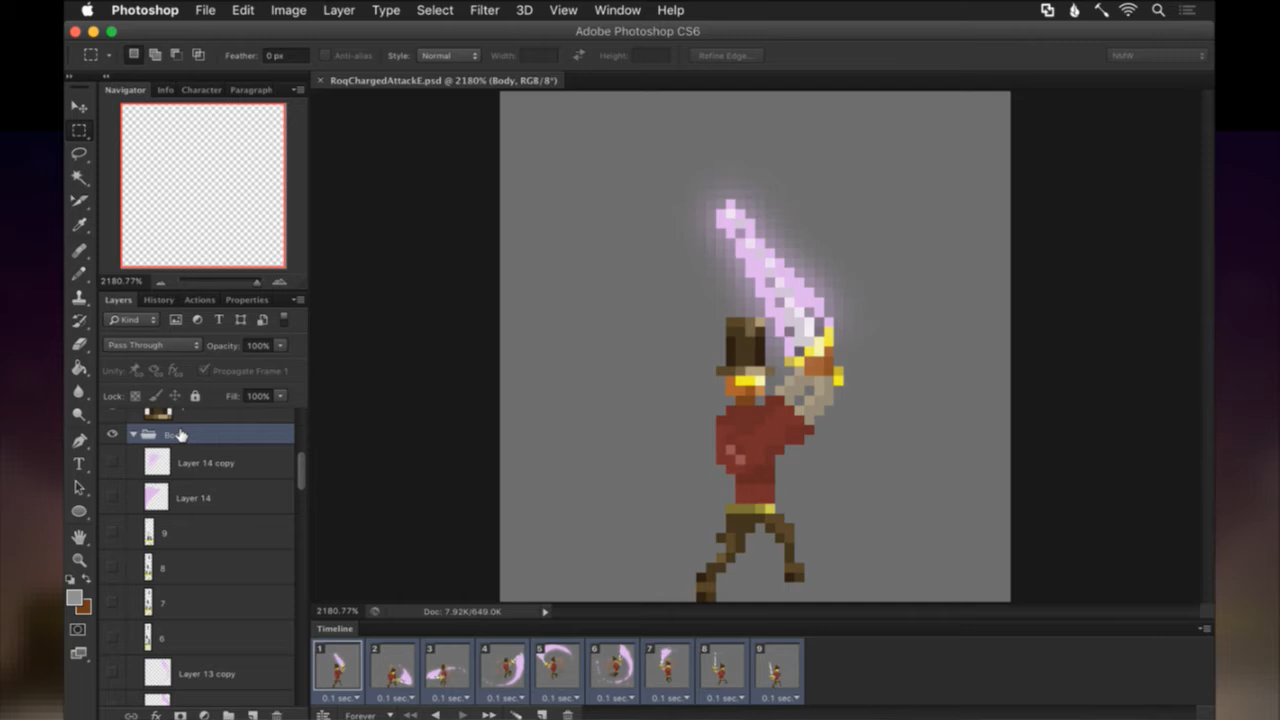 Photoshop File Edit Image Layer Type Select Filter 3D View Window Help
Adobe Photoshop CS6
Feather: 0 px Anti-alias Style: Normal Width: Height: Refine Edge... NMW
× RoqChargedAttackE.psd @ 2180% (Body, RGB/8*)
Navigator Info Character Paragraph
2180.77%
Layers History Actions Properties
Kind
Pass Through Opacity: 100%
Unify: Propagate Frame 1
Lock: Fill: 100%
Layer 14 copy
Layer 14
9
8
7
6
Layer 13 copy
2180.77% Doc: 7.92K/649.0K
Timeline
1 2 3 4 5 6 7 8 9
0.1 sec. 0.1 sec. 0.1 sec. 0.1 sec. 0.1 sec. 0.1 sec. 0.1 sec. 0.1 sec. 0.1 sec.
Forever